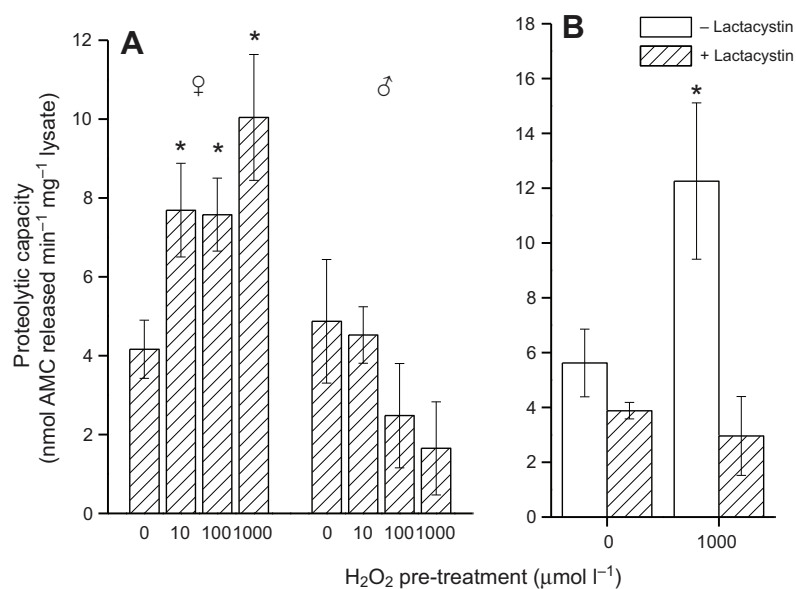 A
B
– Lactacystin
+ Lactacystin
♀
♂
12
10
8
6
4
2
0
* * *
18
16
14
12
10
8
6
4
2
0
*
Proteolytic capacity
(nmol AMC released min⁻¹ mg⁻¹ lysate)
0 10 100 1000 0 10 100 1000
0 1000
H₂O₂ pre-treatment (μmol l⁻¹)